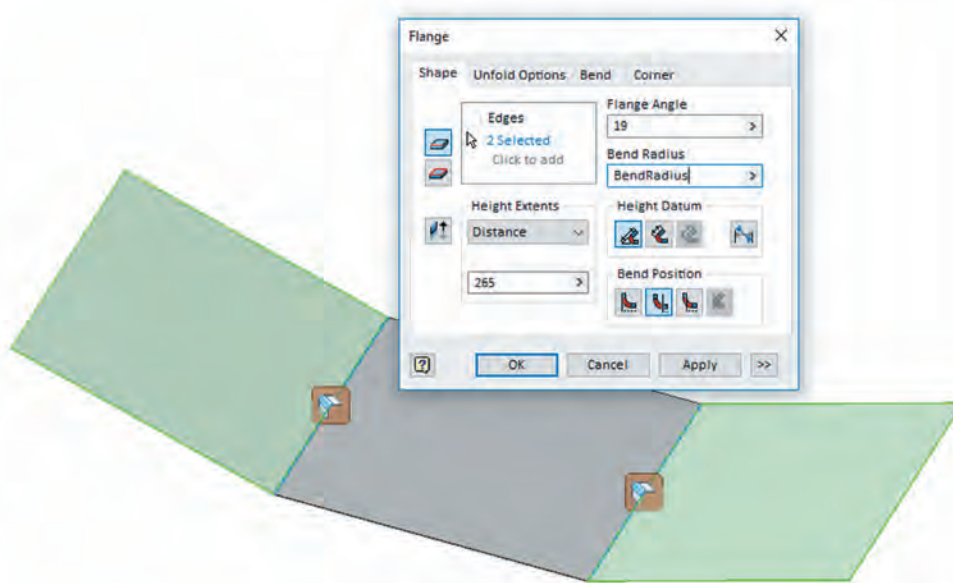 Flange
Shape Unfold Options Bend Corner
Edges
2 Selected
Click to add
Flange Angle
19 >
Bend Radius
BendRadius >
Height Extents
Distance
265 >
Height Datum
Bend Position
? OK Cancel Apply >>